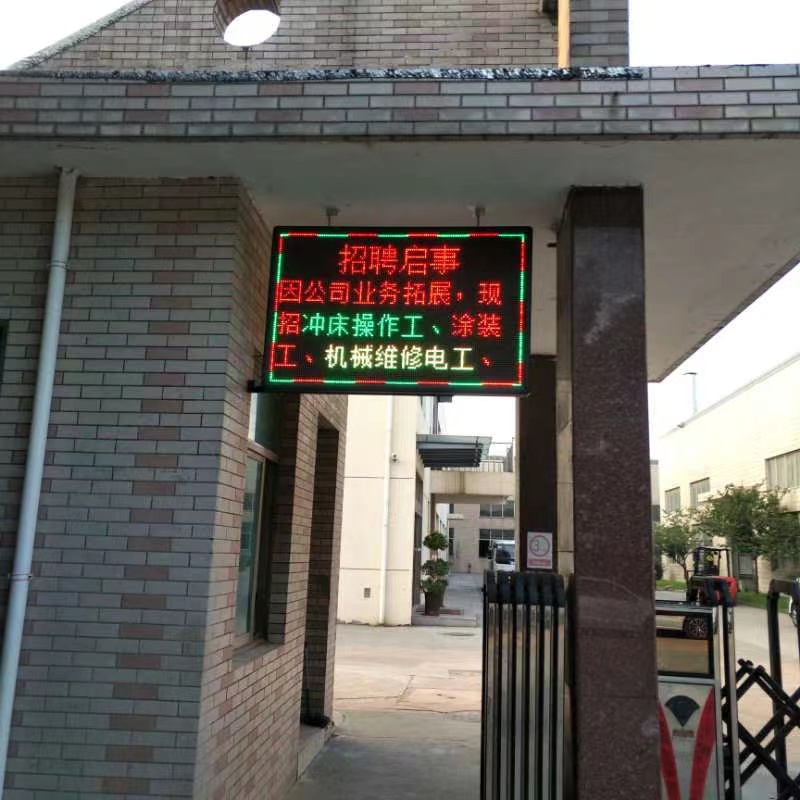 招聘启事
因公司业务拓展，现
招冲床操作工、涂装
工、机械维修电工、